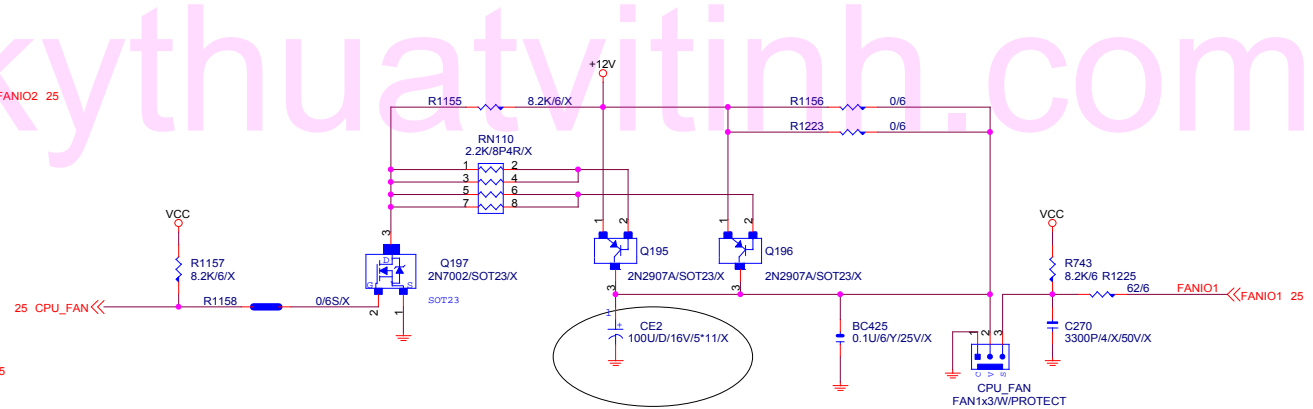 kythuatvitinh.com
+12V
FANIO2 25
R1155 8.2K/6/X
R1156 0/6
R1223 0/6
RN110
2.2K/8P4R/X
1 2
3 4
5 6
7 8
VCC
VCC
1 2
1 2
3
R1157
8.2K/6/X
D
G S
Q197
2N7002/SOT23/X
SOT23
Q195
2N2907A/SOT23/X
Q196
2N2907A/SOT23/X
R743
8.2K/6 R1225
62/6
FANIO1
FANIO1 25
3
3
25 CPU_FAN
R1158 0/6S/X
2
1
1
+
CE2
100U/D/16V/5*11/X
BC425
0.1U/6/Y/25V/X
1 2 3
C270
3300P/4/X/50V/X
5
C V S
CPU_FAN
FAN1x3/W/PROTECT